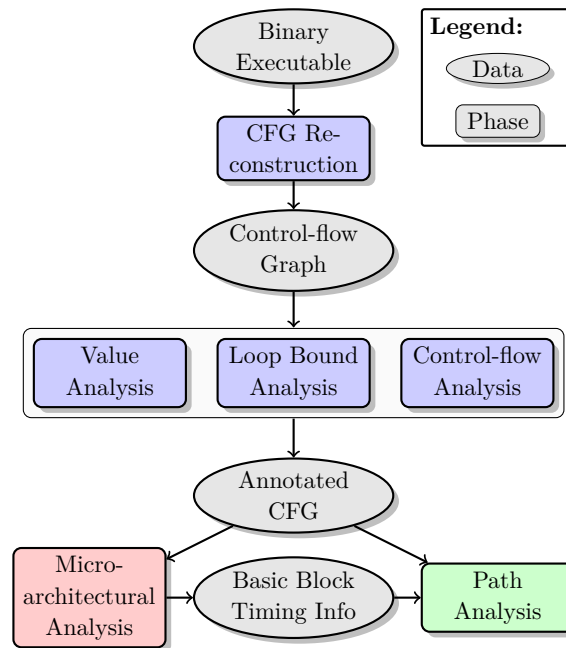 Binary
Executable
Legend:
Data
Phase
CFG Re-
construction
Control-flow
Graph
Value
Analysis
Loop Bound
Analysis
Control-flow
Analysis
Annotated
CFG
Micro-
architectural
Analysis
Basic Block
Timing Info
Path
Analysis